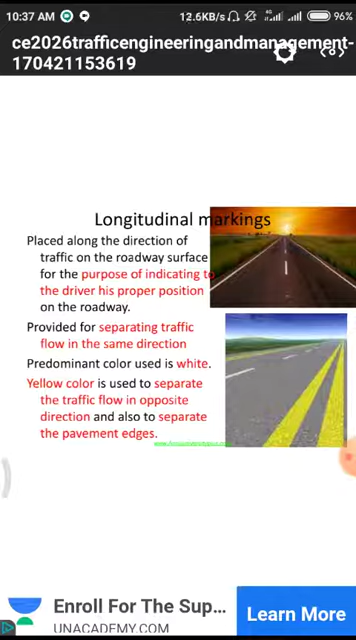 10:37 AM 12.6KB/s 4G 96%
ce2026trafficengineeringandmanagement-
170421153619
Longitudinal markings
Placed along the direction of
traffic on the roadway surface
for the purpose of indicating to
the driver his proper position
on the roadway.
Provided for separating traffic
flow in the same direction
Predominant color used is white.
Yellow color is used to separate
the traffic flow in opposite
direction and also to separate
the pavement edges.
Enroll For The Sup...
UNACADEMY.COM
Learn More